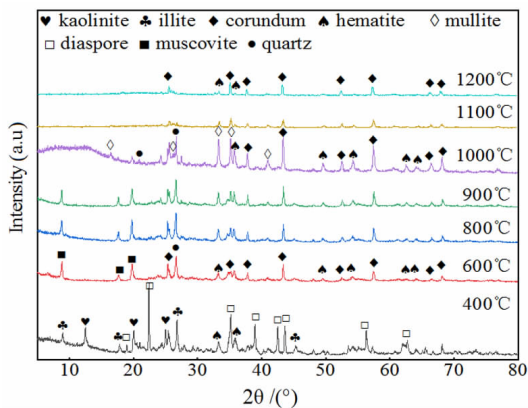 ♥ kaolinite ♣ illite ◆ corundum ♠ hematite ◇ mullite
□ diaspore ■ muscovite ● quartz
1200℃
1100℃
1000℃
900℃
800℃
600℃
400℃
Intensity (a.u)
10 20 30 40 50 60 70 80
2θ /(°)